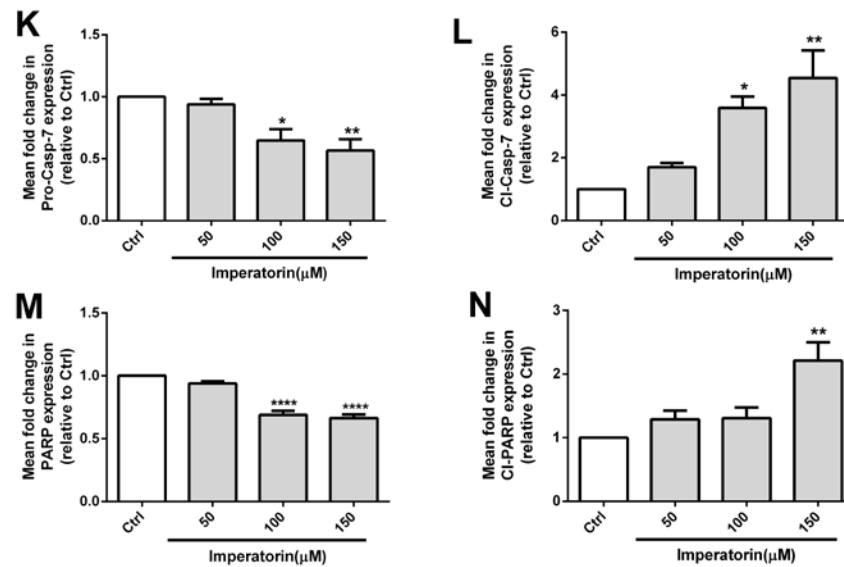 K
Mean fold change in
Pro-Casp-7 expression
(relative to Ctrl)
1.5
1.0
0.5
0.0
*
**
Ctrl
50
100
150
Imperatorin(μM)
L
Mean fold change in
Cl-Casp-7 expression
(relative to Ctrl)
6
4
2
0
*
**
Ctrl
50
100
150
Imperatorin(μM)
M
Mean fold change in
PARP expression
(relative to Ctrl)
1.5
1.0
0.5
0.0
****
****
Ctrl
50
100
150
Imperatorin(μM)
N
Mean fold change in
Cl-PARP expression
(relative to Ctrl)
3
2
1
0
**
Ctrl
50
100
150
Imperatorin(μM)